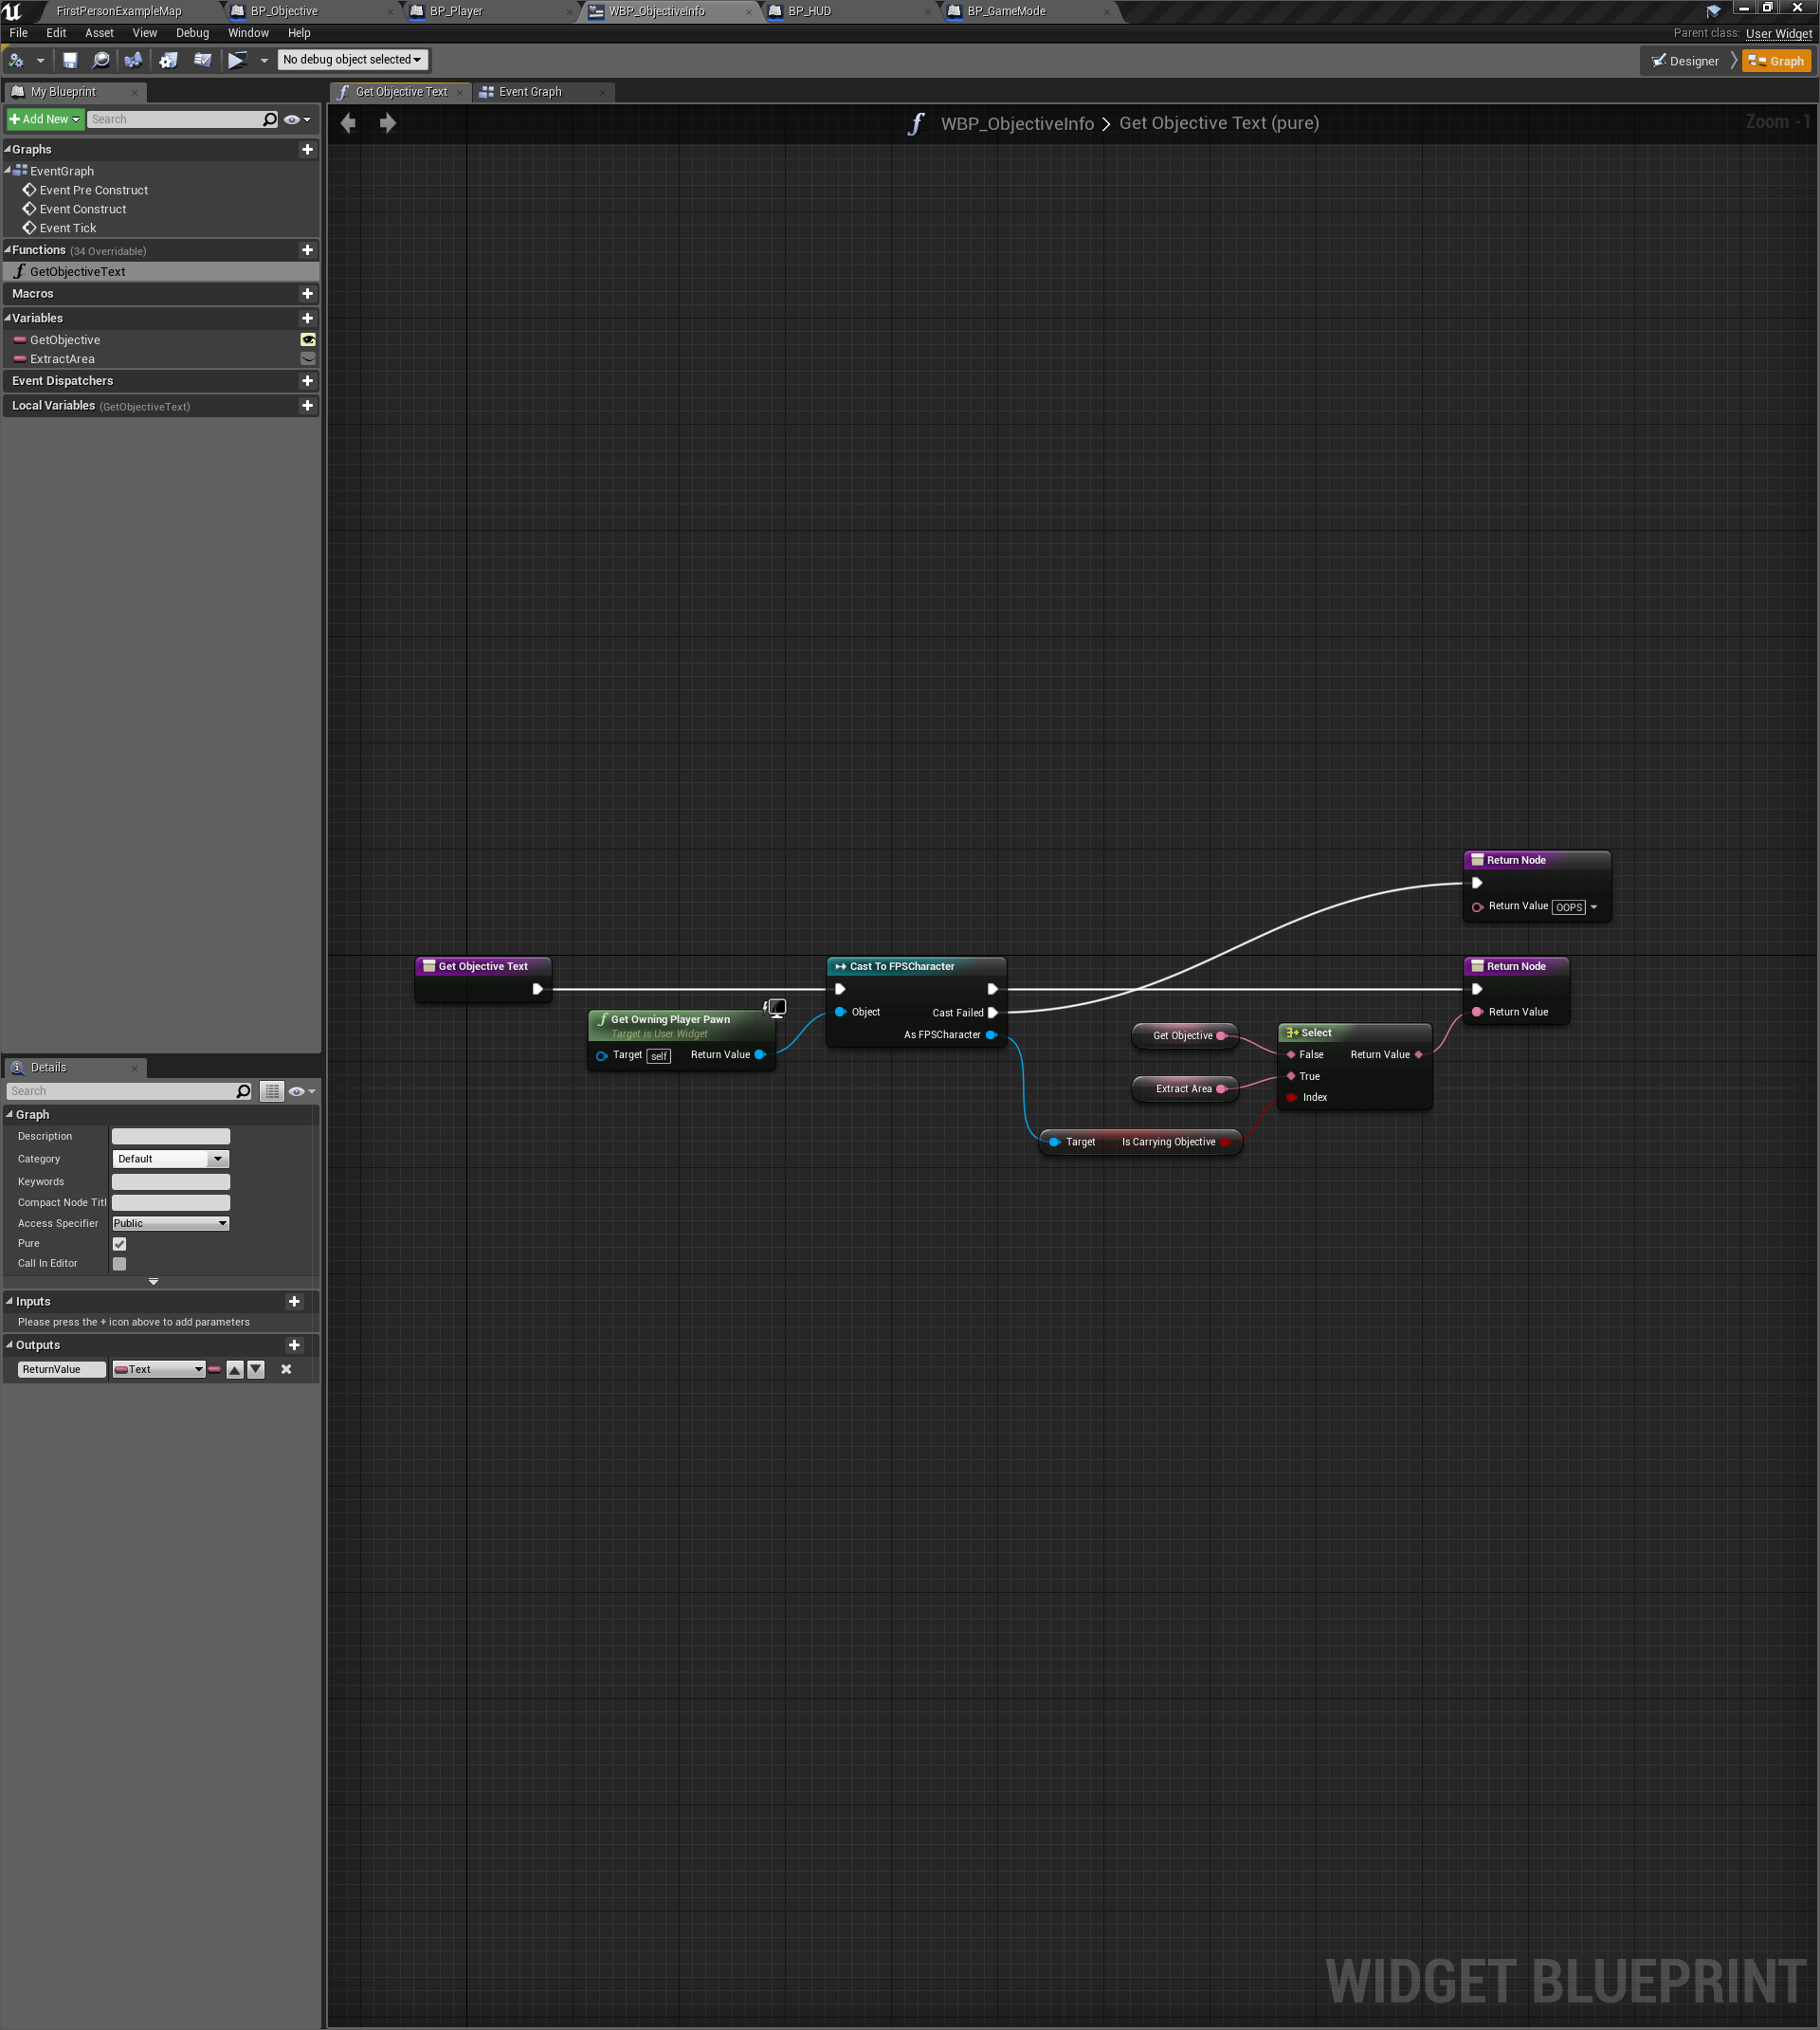 FirstPersonExampleMap BP_Objective BP_Player WBP_ObjectiveInfo BP_HUD BP_GameMode
File Edit Asset View Debug Window Help
Parent class: User Widget
No debug object selected
Designer Graph
My Blueprint
Get Objective Text Event Graph
Add New Search
WBP_ObjectiveInfo > Get Objective Text (pure)
Zoom -1
Graphs
EventGraph
Event Pre Construct
Event Construct
Event Tick
Functions (34 Overridable)
GetObjectiveText
Macros
Variables
GetObjective
ExtractArea
Event Dispatchers
Local Variables (GetObjectiveText)
Return Node
Return Value OOPS
Get Objective Text
Cast To FPSCharacter
Object
Cast Failed
As FPSCharacter
Get Owning Player Pawn
Target is User Widget
Target self Return Value
Return Node
Return Value
Get Objective
Extract Area
Select
False Return Value
True
Index
Target Is Carrying Objective
Details
Search
Graph
Description
Category Default
Keywords
Compact Node Titl
Access Specifier Public
Pure
Call In Editor
Inputs
Please press the + icon above to add parameters
Outputs
ReturnValue Text
WIDGET BLUEPRINT